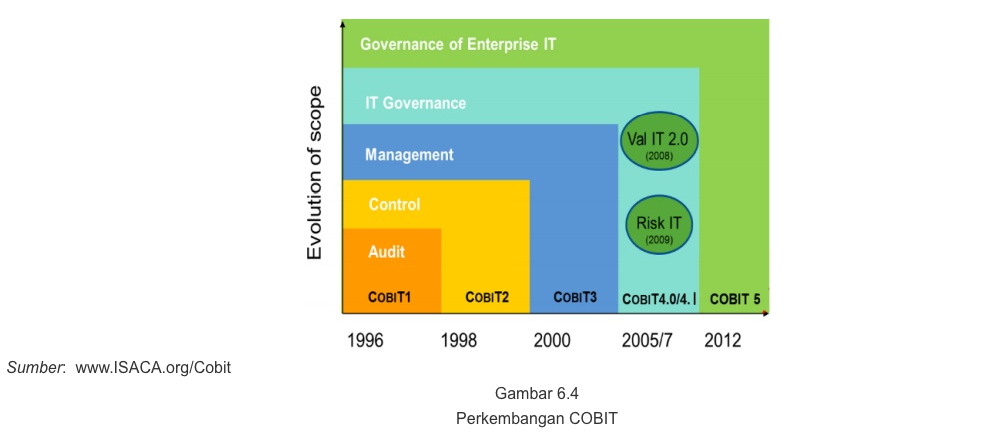 Governance of Enterprise IT
IT Governance
Management
Control
Audit
Evolution of scope
Val IT 2.0
(2008)
Risk IT
(2009)
COBIT1
COBIT2
COBIT3
COBIT4.0/4.1
COBIT 5
1996
1998
2000
2005/7
2012
Sumber: www.ISACA.org/Cobit
Gambar 6.4
Perkembangan COBIT